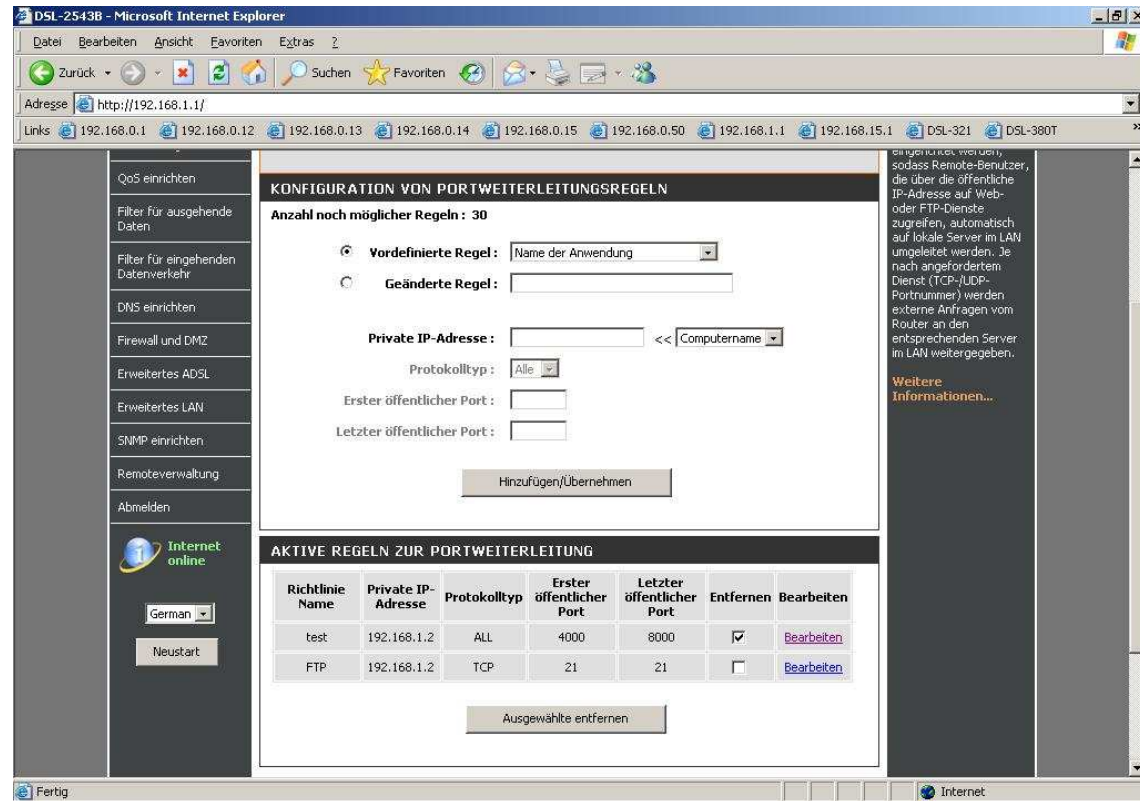 DSL-2543B - Microsoft Internet Explorer
Datei Bearbeiten Ansicht Favoriten Extras ?
Zurück Suchen Favoriten
Adresse http://192.168.1.1/
Links 192.168.0.1 192.168.0.12 192.168.0.13 192.168.0.14 192.168.0.15 192.168.0.50 192.168.1.1 192.168.15.1 DSL-321 DSL-380T »
QoS einrichten
Filter für ausgehende
Daten
Filter für eingehenden
Datenverkehr
DNS einrichten
Firewall und DMZ
Erweitertes ADSL
Erweitertes LAN
SNMP einrichten
Remoteverwaltung
Abmelden
Internet
online
German
Neustart
KONFIGURATION VON PORTWEITERLEITUNGSREGELN
Anzahl noch möglicher Regeln : 30
Vordefinierte Regel : Name der Anwendung
Geänderte Regel :
Private IP-Adresse : << Computername
Protokolltyp : Alle
Erster öffentlicher Port :
Letzter öffentlicher Port :
Hinzufügen/Übernehmen
AKTIVE REGELN ZUR PORTWEITERLEITUNG
Richtlinie Name Private IP-Adresse Protokolltyp Erster öffentlicher Port Letzter öffentlicher Port Entfernen Bearbeiten
test 192.168.1.2 ALL 4000 8000 Bearbeiten
FTP 192.168.1.2 TCP 21 21 Bearbeiten
Ausgewählte entfernen
eingerichtet werden,
sodass Remote-Benutzer,
die über die öffentliche
IP-Adresse auf Web-
oder FTP-Dienste
zugreifen, automatisch
auf lokale Server im LAN
umgeleitet werden. Je
nach angefordertem
Dienst (TCP-/UDP-
Portnummer) werden
externe Anfragen vom
Router an den
entsprechenden Server
im LAN weitergegeben.
Weitere
Informationen...
Fertig
Internet